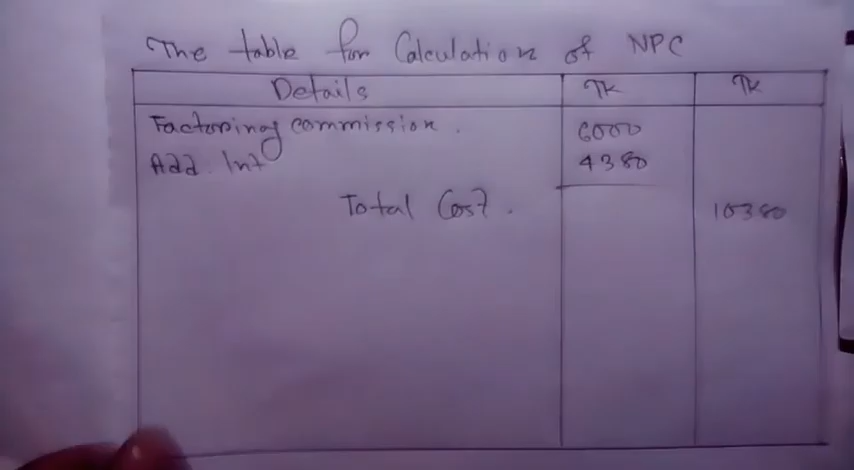 The table for Calculation of NPC
Details Tk Tk
Factoring commission. 6000
Add. Int 4380
Total Cost. 10380